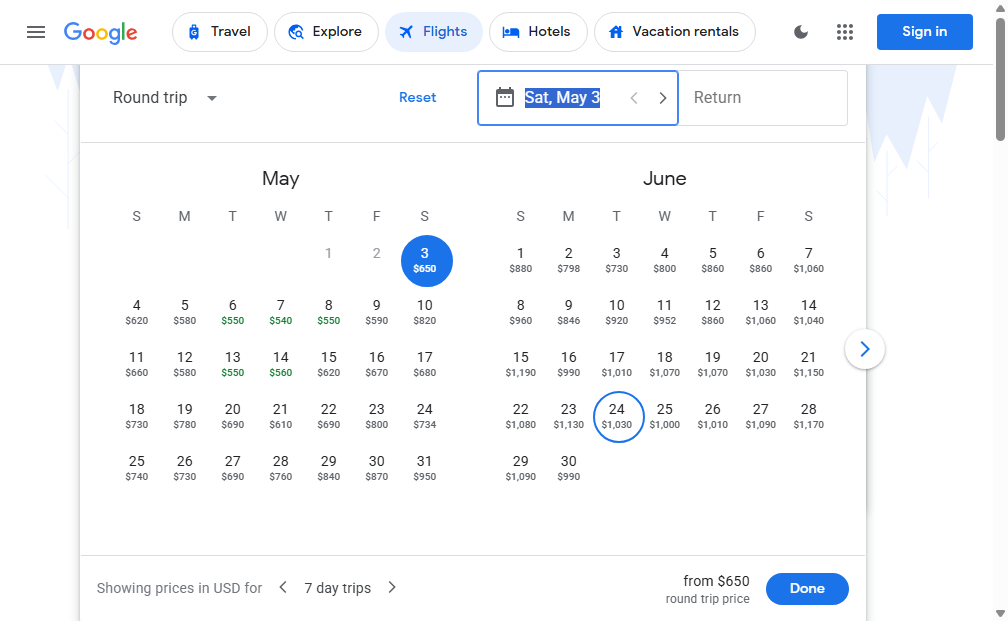 Google
Travel Explore Flights Hotels Vacation rentals Sign in
Round trip Reset Sat, May 3 Return
May
S M T W T F S
1 2 3
$650
4 5 6 7 8 9 10
$620 $580 $550 $540 $550 $590 $820
11 12 13 14 15 16 17
$660 $580 $550 $560 $620 $670 $680
18 19 20 21 22 23 24
$730 $780 $690 $610 $690 $800 $734
25 26 27 28 29 30 31
$740 $730 $690 $760 $840 $870 $950
June
S M T W T F S
1 2 3 4 5 6 7
$880 $798 $730 $800 $860 $860 $1,060
8 9 10 11 12 13 14
$960 $846 $920 $952 $860 $1,060 $1,040
15 16 17 18 19 20 21
$1,190 $990 $1,010 $1,070 $1,070 $1,030 $1,150
22 23 24 25 26 27 28
$1,080 $1,130 $1,030 $1,000 $1,010 $1,090 $1,170
29 30
$1,090 $990
Showing prices in USD for 7 day trips
from $650
round trip price
Done